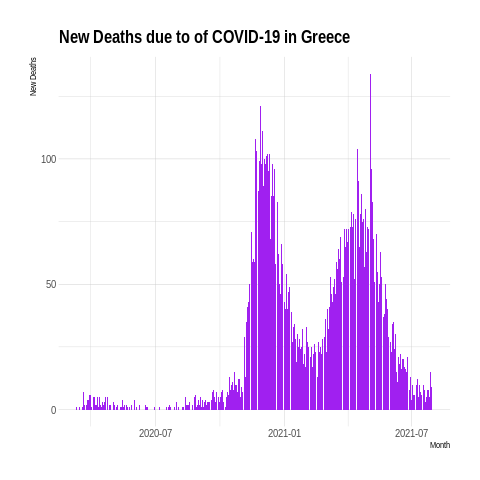 New Deaths due to of COVID-19 in Greece
New Deaths
100
50
0
2020-07
2021-01
2021-07
Month